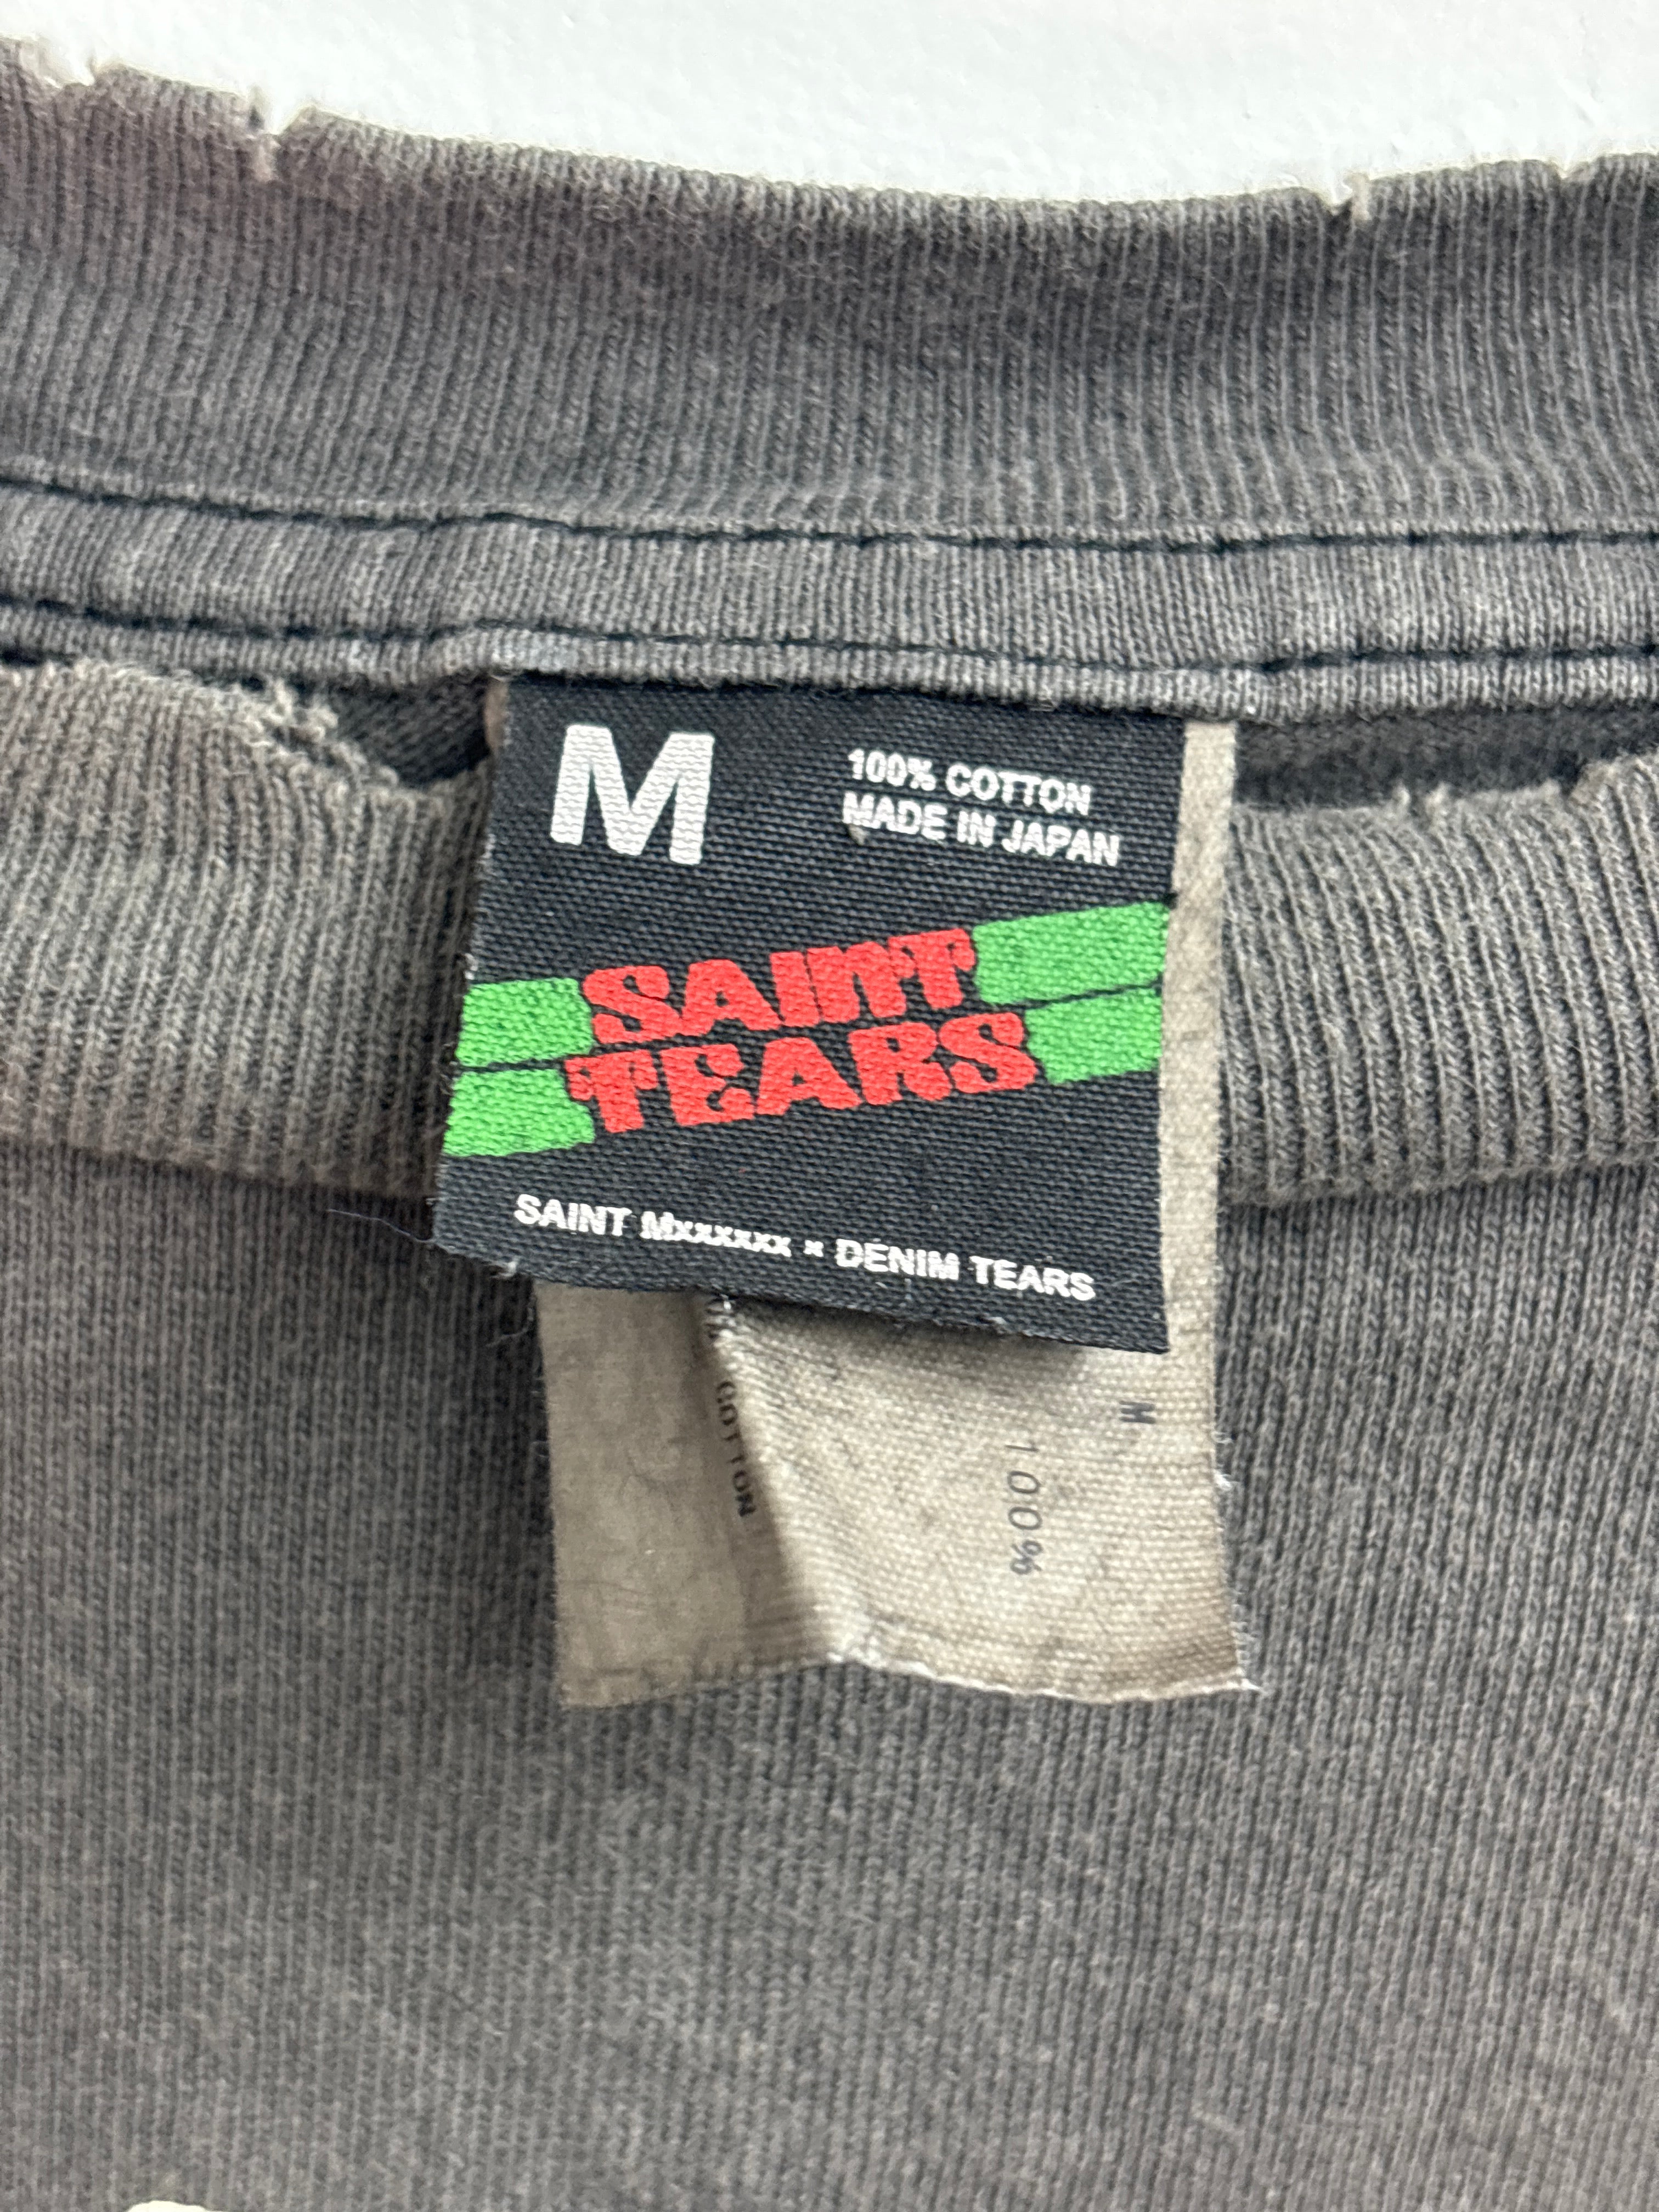 M
100% COTTON
MADE IN JAPAN
SAINT
TEARS
SAINT Mxxxxxx × DENIM TEARS
COTTON
M
100%